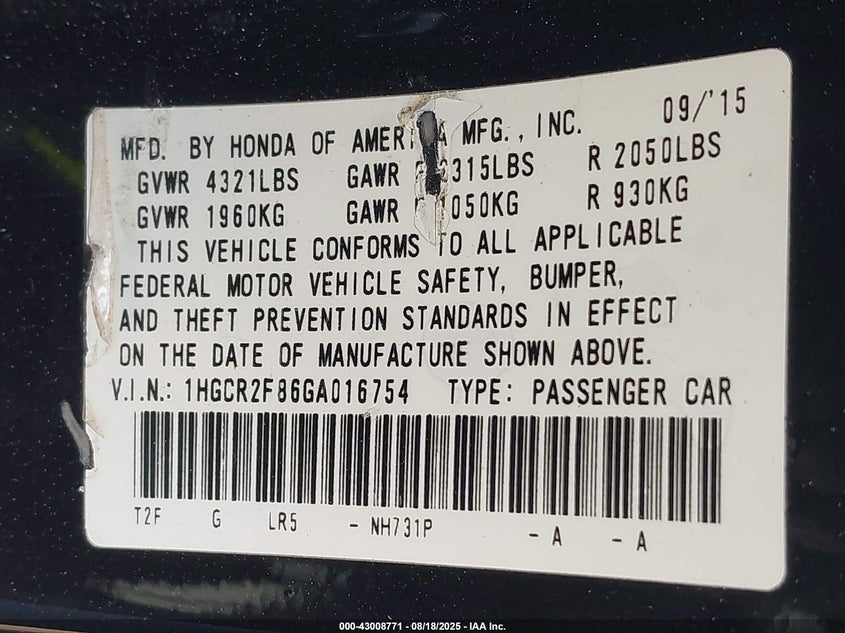 09/'15
MFD. BY HONDA OF AMERICA MFG., INC.
GVWR 4321LBS GAWR 315LBS R 2050LBS
GVWR 1960KG GAWR 050KG R 930KG
THIS VEHICLE CONFORMS TO ALL APPLICABLE
FEDERAL MOTOR VEHICLE SAFETY, BUMPER,
AND THEFT PREVENTION STANDARDS IN EFFECT
ON THE DATE OF MANUFACTURE SHOWN ABOVE.
V.I.N.: 1HGCR2F86GA016754 TYPE: PASSENGER CAR
T2F G LR5 - NH731P - A - A
000-43008771 - 08/18/2025 - IAA Inc.